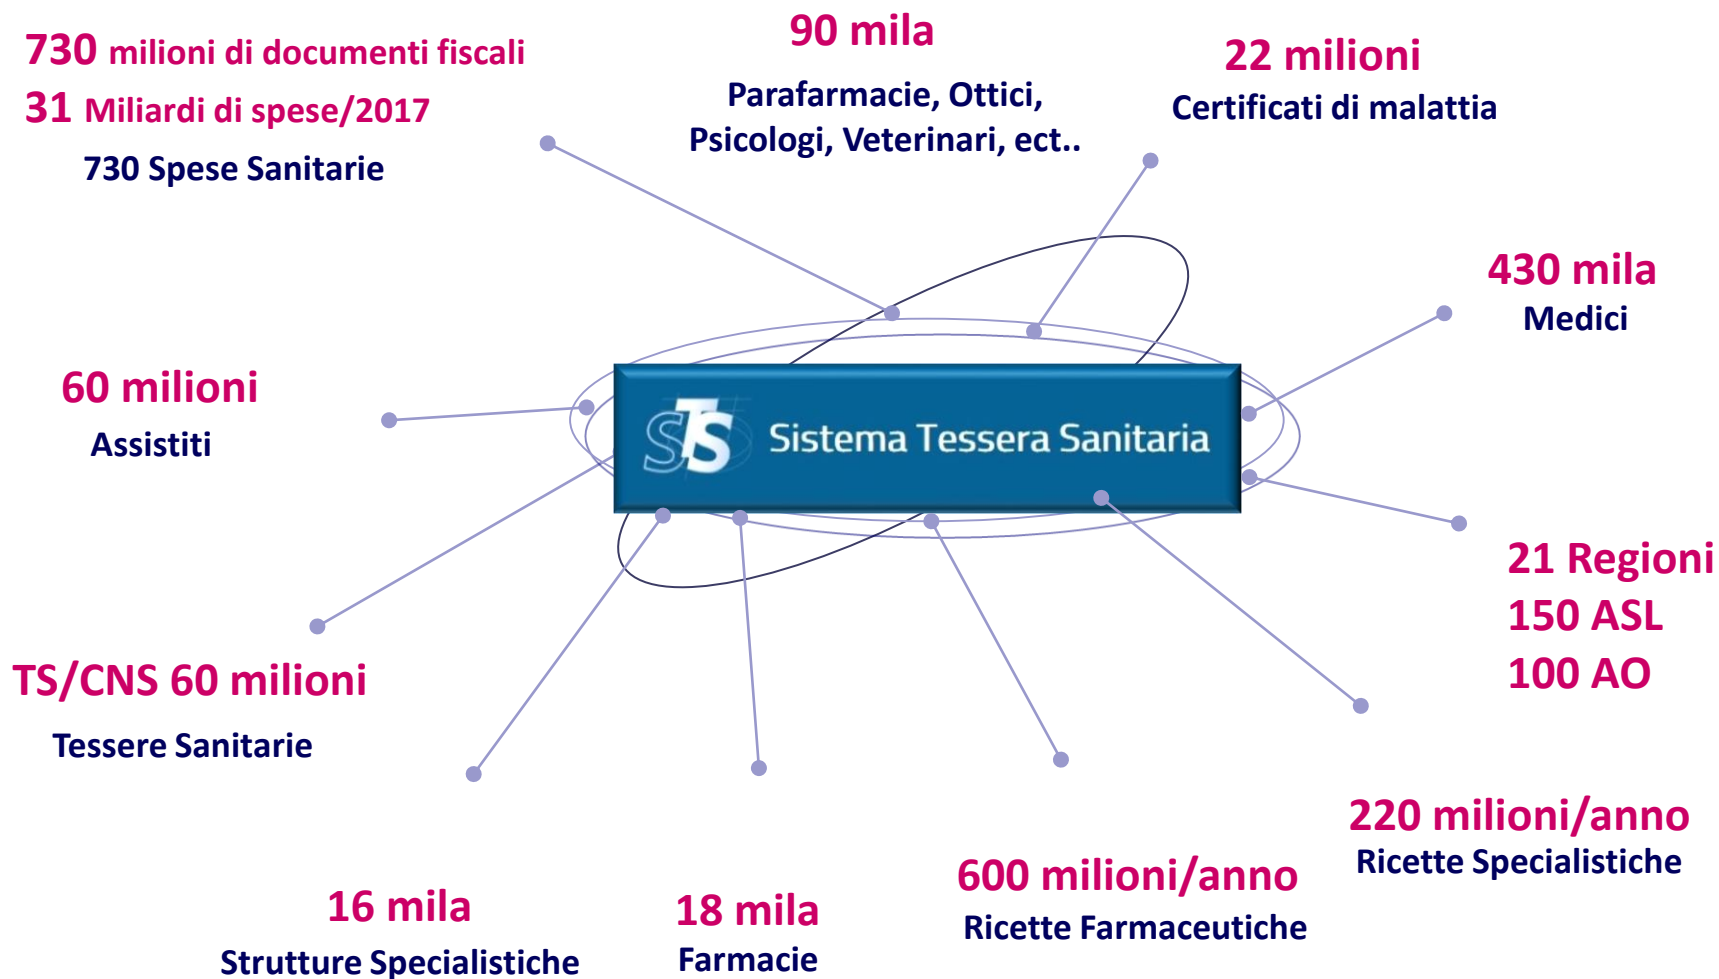 730 milioni di documenti fiscali
31 Miliardi di spese/2017
730 Spese Sanitarie
90 mila
Parafarmacie, Ottici,
Psicologi, Veterinari, ect..
22 milioni
Certificati di malattia
430 mila
Medici
60 milioni
Assistiti
STS Sistema Tessera Sanitaria
21 Regioni
150 ASL
100 AO
TS/CNS 60 milioni
Tessere Sanitarie
220 milioni/anno
Ricette Specialistiche
600 milioni/anno
Ricette Farmaceutiche
16 mila
Strutture Specialistiche
18 mila
Farmacie